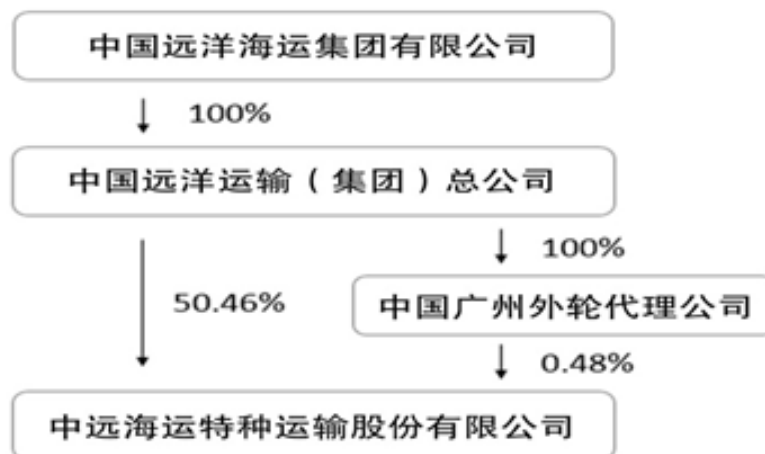 中国远洋海运集团有限公司
100%
中国远洋运输（集团）总公司
100%
50.46%
中国广州外轮代理公司
0.48%
中远海运特种运输股份有限公司